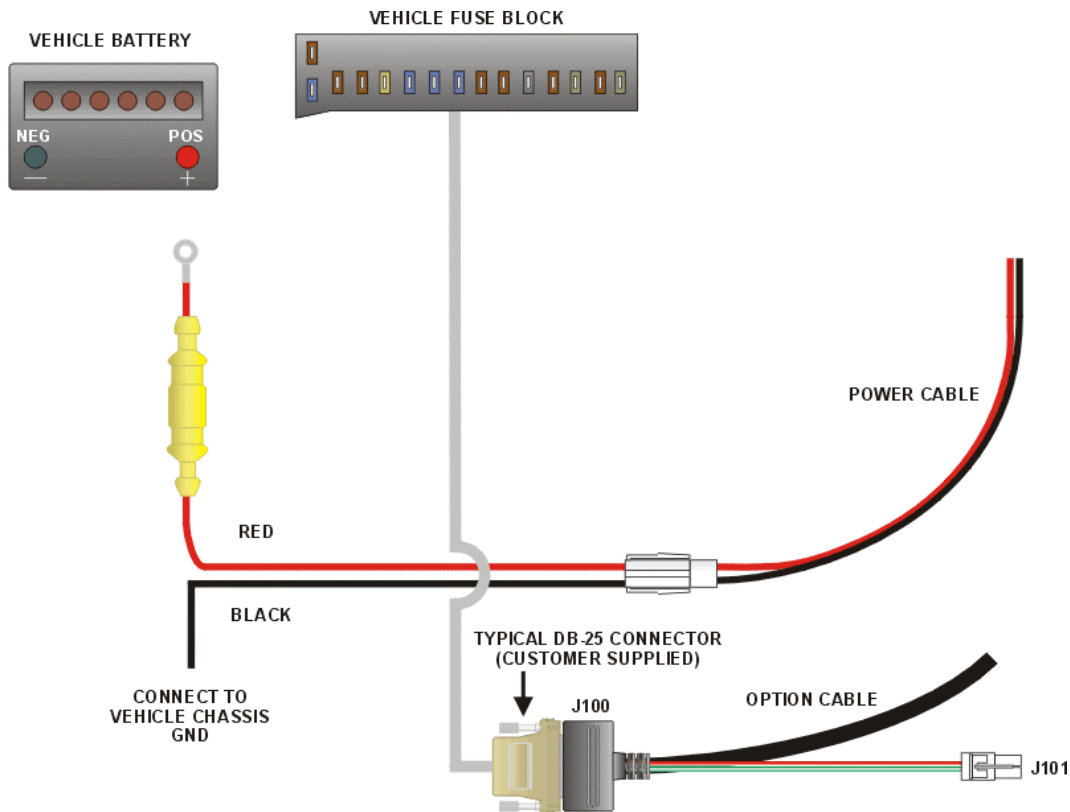 VEHICLE FUSE BLOCK
VEHICLE BATTERY
NEG
POS
—
+
POWER CABLE
RED
BLACK
TYPICAL DB-25 CONNECTOR
(CUSTOMER SUPPLIED)
CONNECT TO
VEHICLE CHASSIS
GND
J100
OPTION CABLE
J101